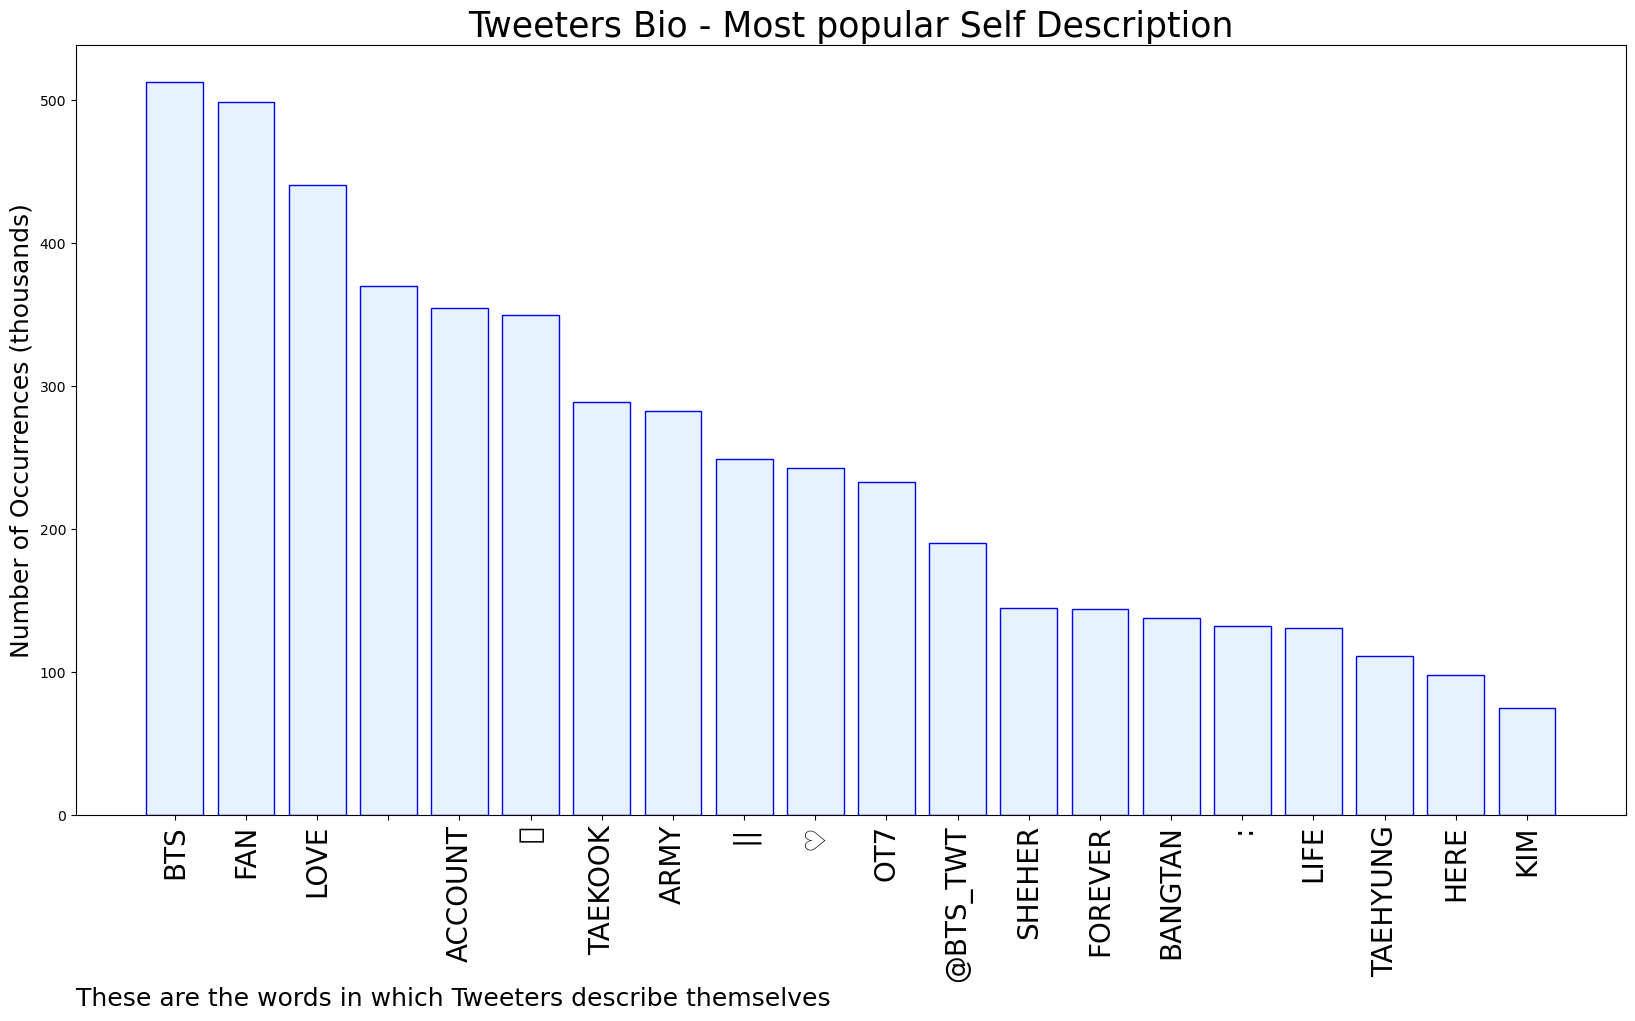 Tweeters Bio - Most popular Self Description
Number of Occurrences (thousands)
500
400
300
200
100
0
BTS
FAN
LOVE
ACCOUNT
TAEKOOK
ARMY
||
♡
OT7
@BTS_TWT
SHEHER
FOREVER
BANGTAN
:
LIFE
TAEHYUNG
HERE
KIM
These are the words in which Tweeters describe themselves